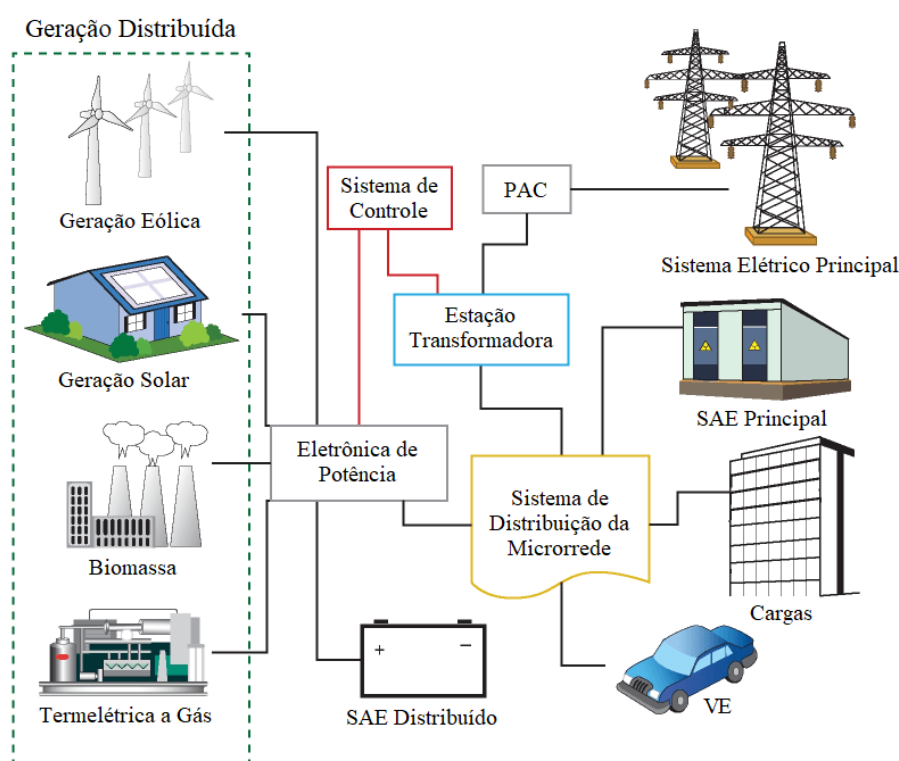 Geração Distribuída
Geração Eólica
Geração Solar
Biomassa
Termelétrica a Gás
Sistema de
Controle
PAC
Sistema Elétrico Principal
Estação
Transformadora
SAE Principal
Eletrônica de
Potência
Sistema de
Distribuição da
Microrrede
Cargas
+ −
SAE Distribuído
VE